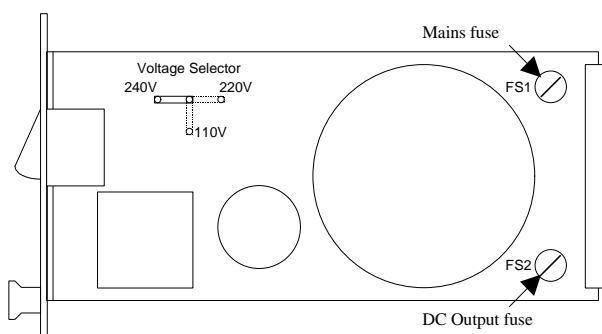 Mains fuse
Voltage Selector
240V 220V
FS1
110V
FS2
DC Output fuse